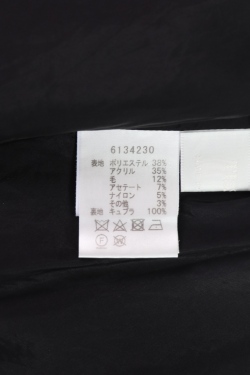 6134230
表地 ポリエステル 38%
アクリル 35%
毛 12%
アセテート 7%
ナイロン 5%
その他 3%
裏地 キュプラ 100%
F